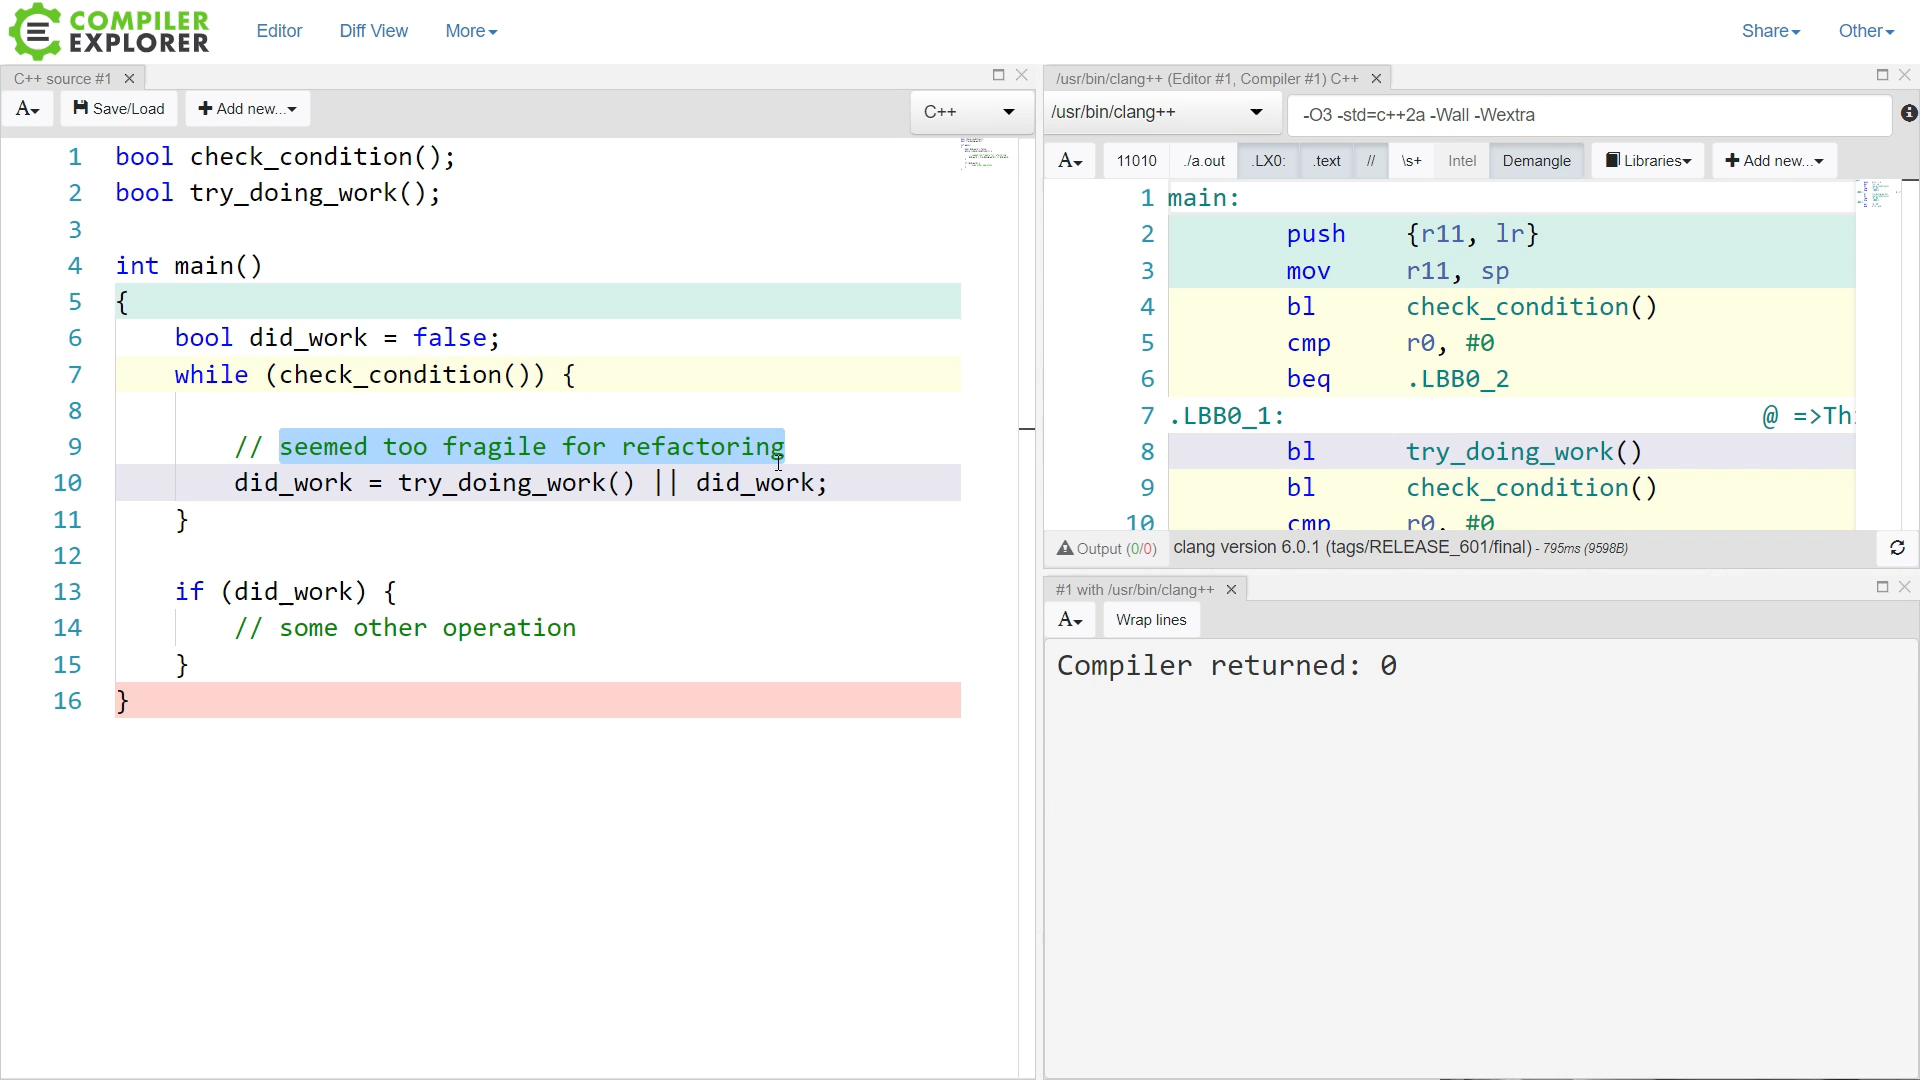 COMPILER
EXPLORER
Editor
Diff View
More
Share
Other
C++ source #1
A
Save/Load
Add new...
C++
1 bool check_condition();
2 bool try_doing_work();
3
4 int main()
5 {
6 bool did_work = false;
7 while (check_condition()) {
8
9 // seemed too fragile for refactoring
10 did_work = try_doing_work() || did_work;
11 }
12
13 if (did_work) {
14 // some other operation
15 }
16 }
/usr/bin/clang++ (Editor #1, Compiler #1) C++
/usr/bin/clang++
-O3 -std=c++2a -Wall -Wextra
A
11010
./a.out
.LX0:
.text
//
\s+
Intel
Demangle
Libraries
Add new...
1 main:
2 push {r11, lr}
3 mov r11, sp
4 bl check_condition()
5 cmp r0, #0
6 beq .LBB0_2
7 .LBB0_1: @ =>Th
8 bl try_doing_work()
9 bl check_condition()
10 cmp r0, #0
Output (0/0) clang version 6.0.1 (tags/RELEASE_601/final) - 795ms (9598B)
#1 with /usr/bin/clang++
A
Wrap lines
Compiler returned: 0